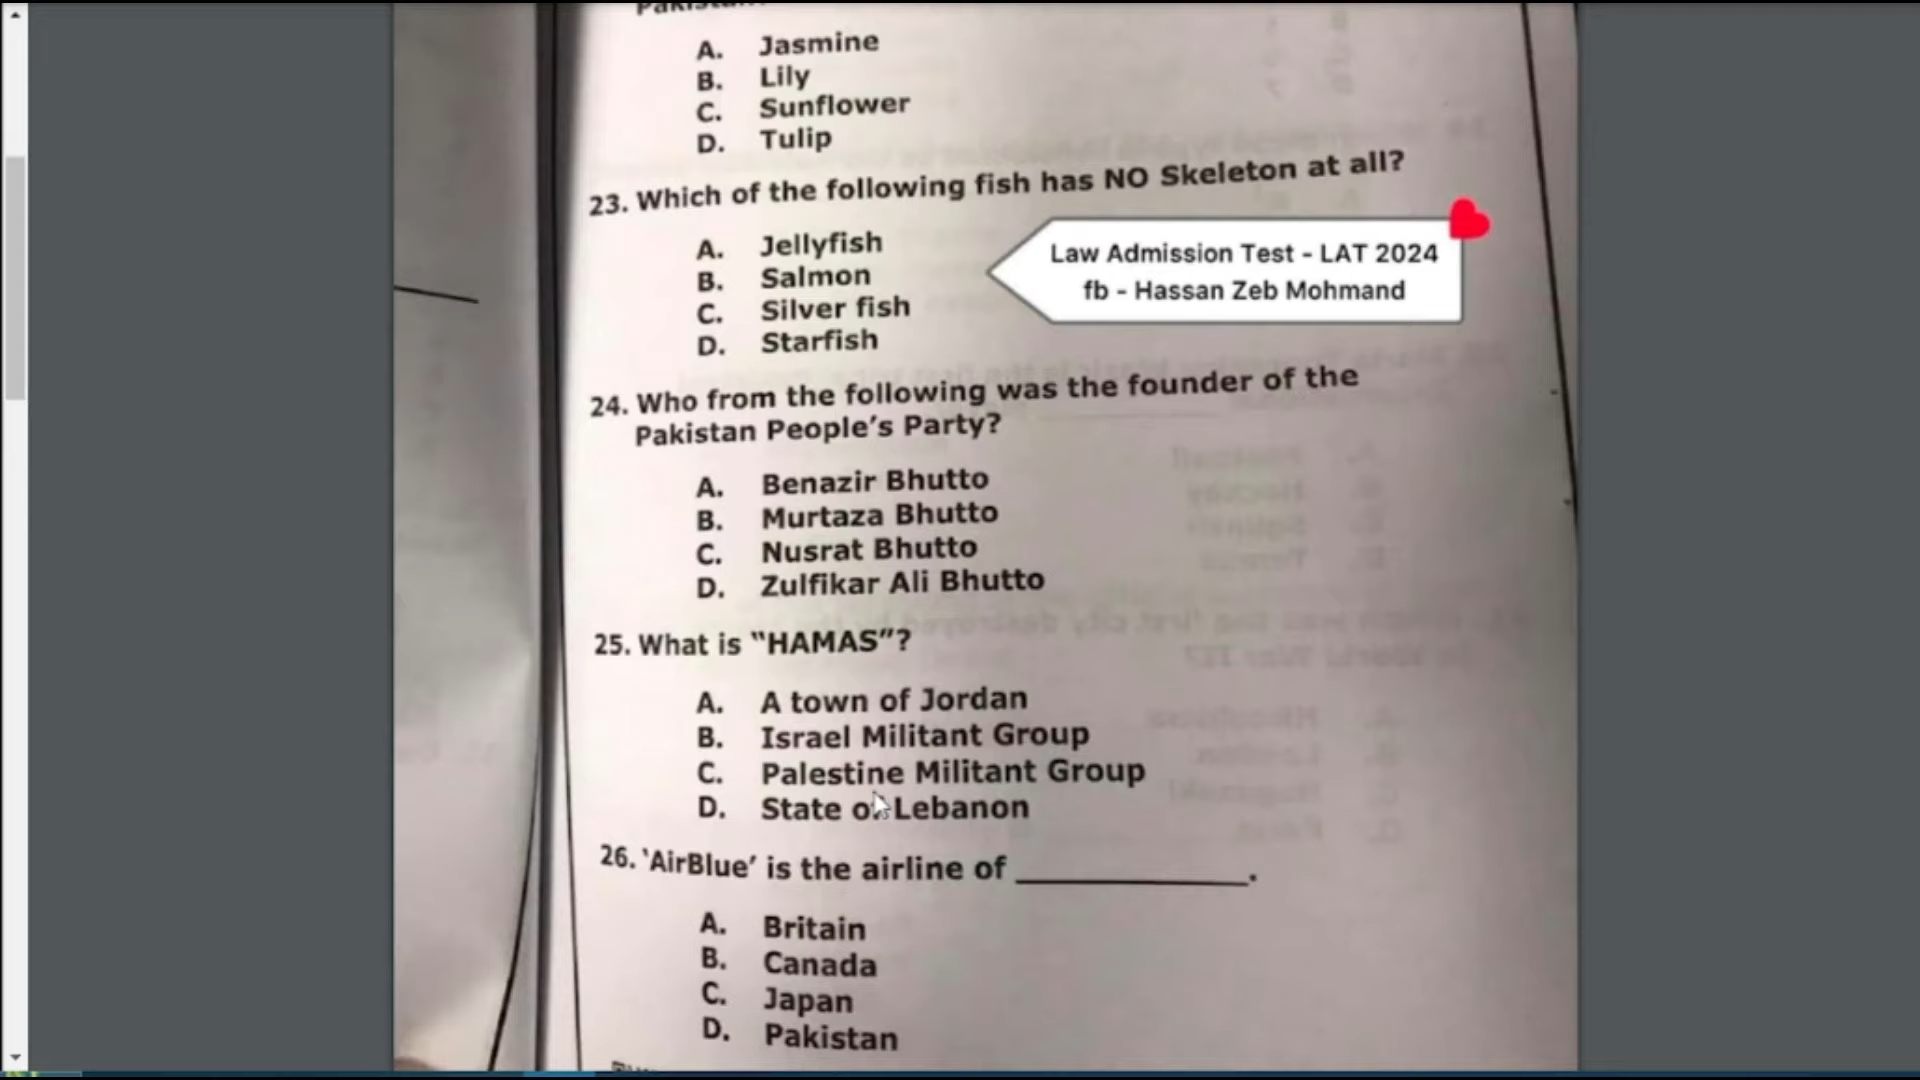 A. Jasmine
B. Lily
C. Sunflower
D. Tulip
23. Which of the following fish has NO Skeleton at all?
A. Jellyfish
B. Salmon
C. Silver fish
D. Starfish
Law Admission Test - LAT 2024
fb - Hassan Zeb Mohmand
24. Who from the following was the founder of the
Pakistan People's Party?
A. Benazir Bhutto
B. Murtaza Bhutto
C. Nusrat Bhutto
D. Zulfikar Ali Bhutto
25. What is “HAMAS”?
A. A town of Jordan
B. Israel Militant Group
C. Palestine Militant Group
D. State of Lebanon
26. ‘AirBlue’ is the airline of ____________.
A. Britain
B. Canada
C. Japan
D. Pakistan